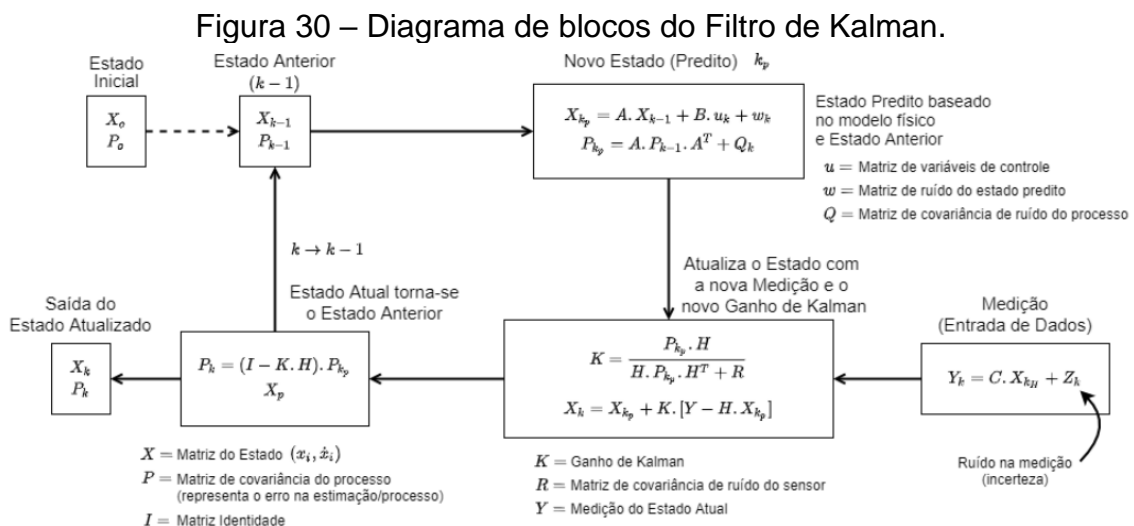 Figura 30 – Diagrama de blocos do Filtro de Kalman.
Estado
Inicial
X_o
P_o
Estado Anterior
(k − 1)
X_{k−1}
P_{k−1}
Novo Estado (Predito) k_p
X_{k_p} = A. X_{k−1} + B. u_k + w_k
P_{k_p} = A. P_{k−1}. A^T + Q_k
Estado Predito baseado
no modelo físico
e Estado Anterior
u = Matriz de variáveis de controle
w = Matriz de ruído do estado predito
Q = Matriz de covariância de ruído do processo
k → k − 1
Estado Atual torna-se
o Estado Anterior
Atualiza o Estado com
a nova Medição e o
novo Ganho de Kalman
Medição
(Entrada de Dados)
Saída do
Estado Atualizado
X_k
P_k
P_k = (I − K. H). P_{k_p}
X_p
K = P_{k_p}. H / H. P_{k_p}. H^T + R
X_k = X_{k_p} + K. [Y − H. X_{k_p}]
Y_k = C. X_{k_H} + Z_k
Ruído na medição
(incerteza)
X = Matriz do Estado (x_i, ẋ_i)
P = Matriz de covariância do processo
(representa o erro na estimação/processo)
I = Matriz Identidade
K = Ganho de Kalman
R = Matriz de covariância de ruído do sensor
Y = Medição do Estado Atual